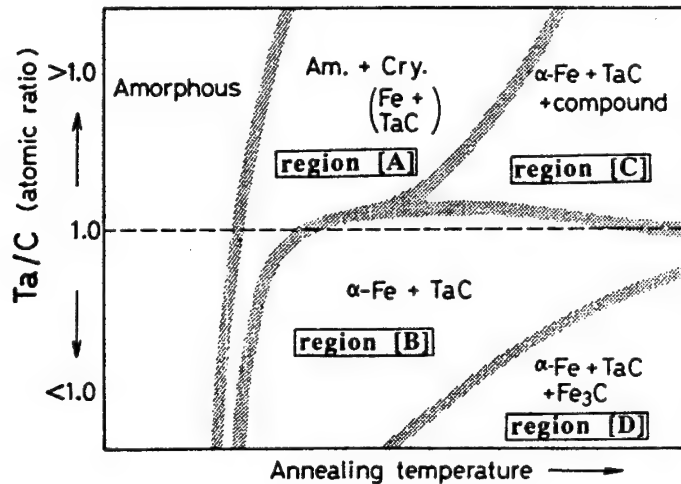 Ta/C (atomic ratio)
>1.0
1.0
<1.0
Amorphous
Am. + Cry.
(Fe +
TaC)
region [A]
α-Fe + TaC
+compound
region [C]
α-Fe + TaC
region [B]
α-Fe + TaC
+Fe₃C
region [D]
Annealing temperature